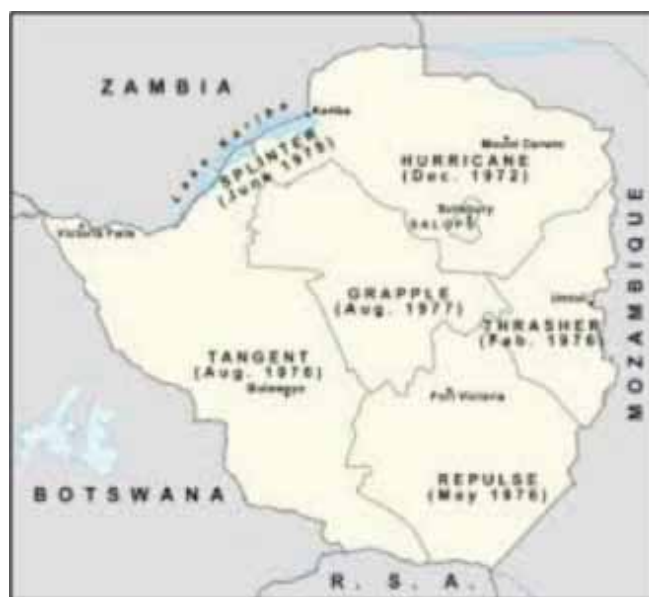 ZAMBIA
Lake Kariba
Kariba
SPLINTER
(June 1978)
Mount Darwin
HURRICANE
(Dec. 1972)
Salisbury
SALOPS
Victoria Falls
GRAPPLE
(Aug. 1977)
Umtali
THRASHER
(Feb. 1976)
MOZAMBIQUE
TANGENT
(Aug. 1976)
Bulawayo
Fort Victoria
BOTSWANA
REPULSE
(May 1976)
R. S. A.